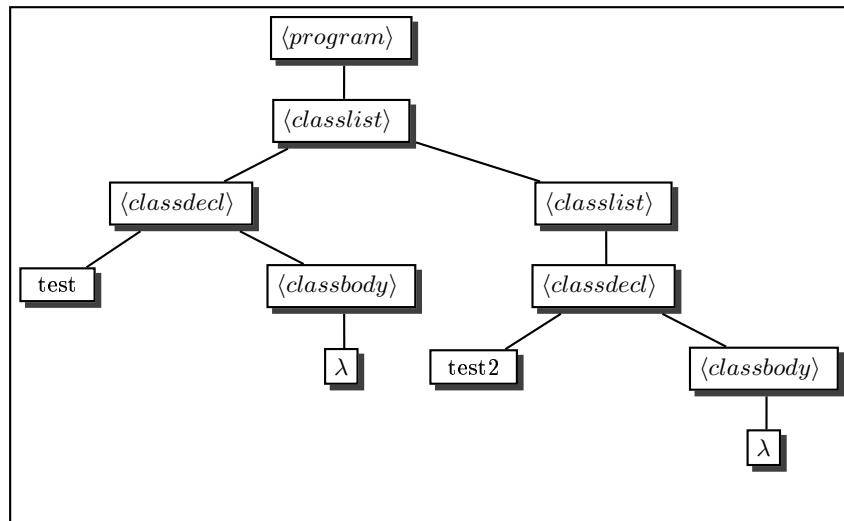 ⟨program⟩
⟨classlist⟩
⟨classdecl⟩ ⟨classlist⟩
test ⟨classbody⟩ ⟨classdecl⟩
λ test2 ⟨classbody⟩
λ